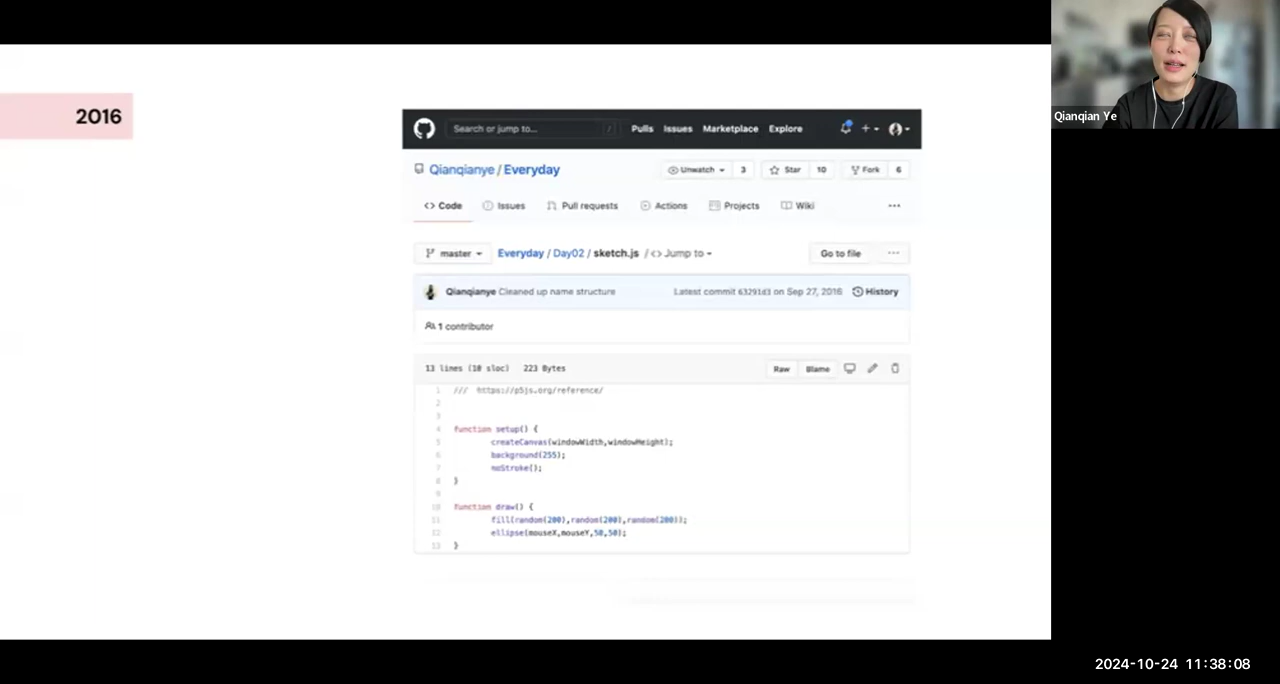 2016
Search or jump to... / Pulls Issues Marketplace Explore
Qianqianye / Everyday Unwatch 3 Star 10 Fork 6
Code Issues Pull requests Actions Projects Wiki ...
master Everyday / Day02 / sketch.js / <> Jump to Go to file ...
Qianqianye Cleaned up name structure Latest commit 63291d3 on Sep 27, 2016 History
1 contributor
13 lines (10 sloc) 223 Bytes Raw Blame
1 /// https://p5js.org/reference/
2
3
4 function setup() {
5 createCanvas(windowWidth,windowHeight);
6 background(255);
7 noStroke();
8 }
9
10 function draw() {
11 fill(random(200),random(200),random(200));
12 ellipse(mouseX,mouseY,50,50);
13 }
Qianqian Ye
2024-10-24 11:38:08